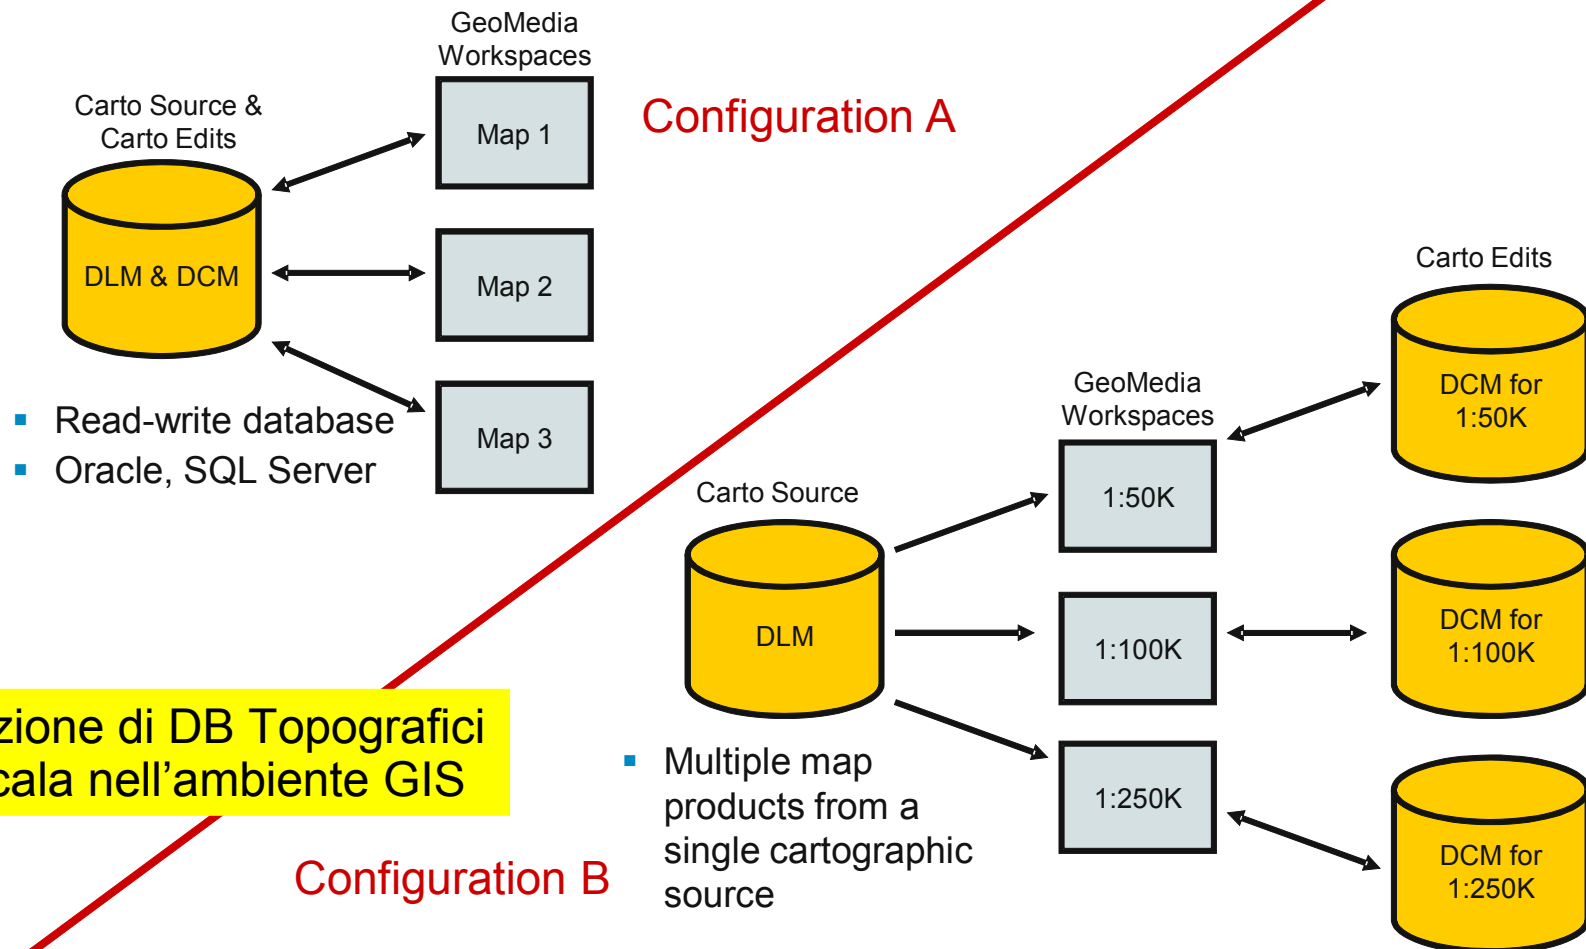 GeoMedia
Workspaces
Carto Source &
Carto Edits
Map 1
Configuration A
DLM & DCM
Map 2
Map 3
Read-write database
Oracle, SQL Server
Carto Edits
GeoMedia
Workspaces
DCM for
1:50K
Carto Source
1:50K
DLM
1:100K
DCM for
1:100K
di DB Topografici
nell’ambiente GIS
Multiple map
products from a
single cartographic
source
1:250K
DCM for
1:250K
Configuration B